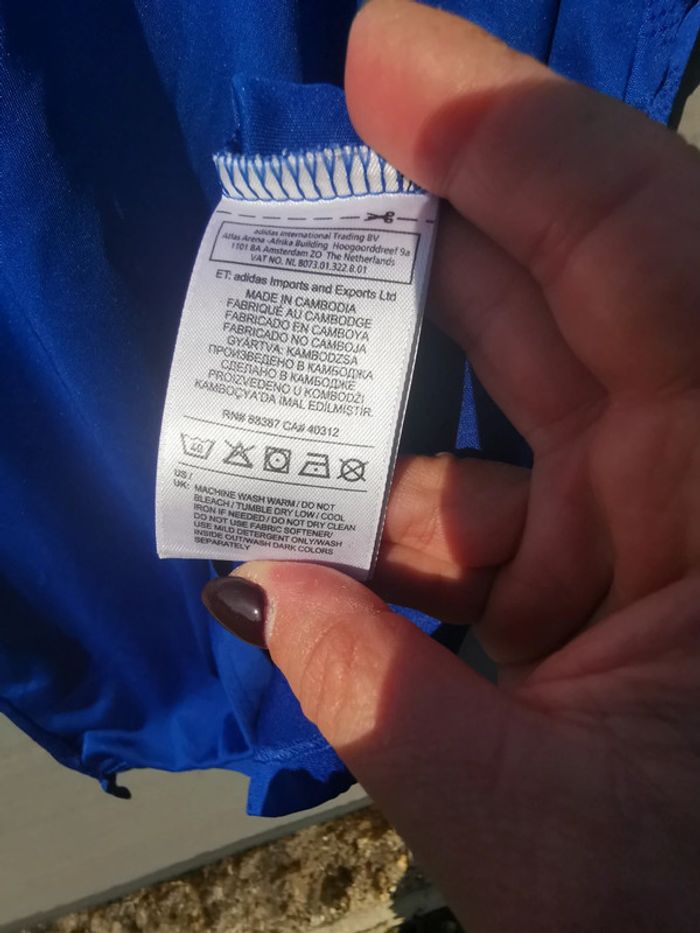 adidas International Trading BV
Atlas Arena -Afrika Building Hoogoorddreef 9a
1101 BA Amsterdam ZO The Netherlands
VAT NO. NL 8073.01.322.B.01
ET: adidas Imports and Exports Ltd
MADE IN CAMBODIA
FABRIQUÉ AU CAMBODGE
FABRICADO EN CAMBOYA
FABRICADO NO CAMBOJA
GYÁRTVA: KAMBODZSA
ПРОИЗВЕДЕНО В КАМБОДЖА
СДЕЛАНО В КАМБОДЖЕ
PROIZVEDENO U KOMBODŽI
KAMBOÇYA'DA İMAL EDİLMİŞTİR.
RN# 88387 CA# 40312
40
US /
UK: MACHINE WASH WARM / DO NOT
BLEACH / TUMBLE DRY LOW / COOL
IRON IF NEEDED / DO NOT DRY CLEAN
DO NOT USE FABRIC SOFTENER/
USE MILD DETERGENT ONLY/WASH
INSIDE OUT/WASH DARK COLORS
SEPARATELY